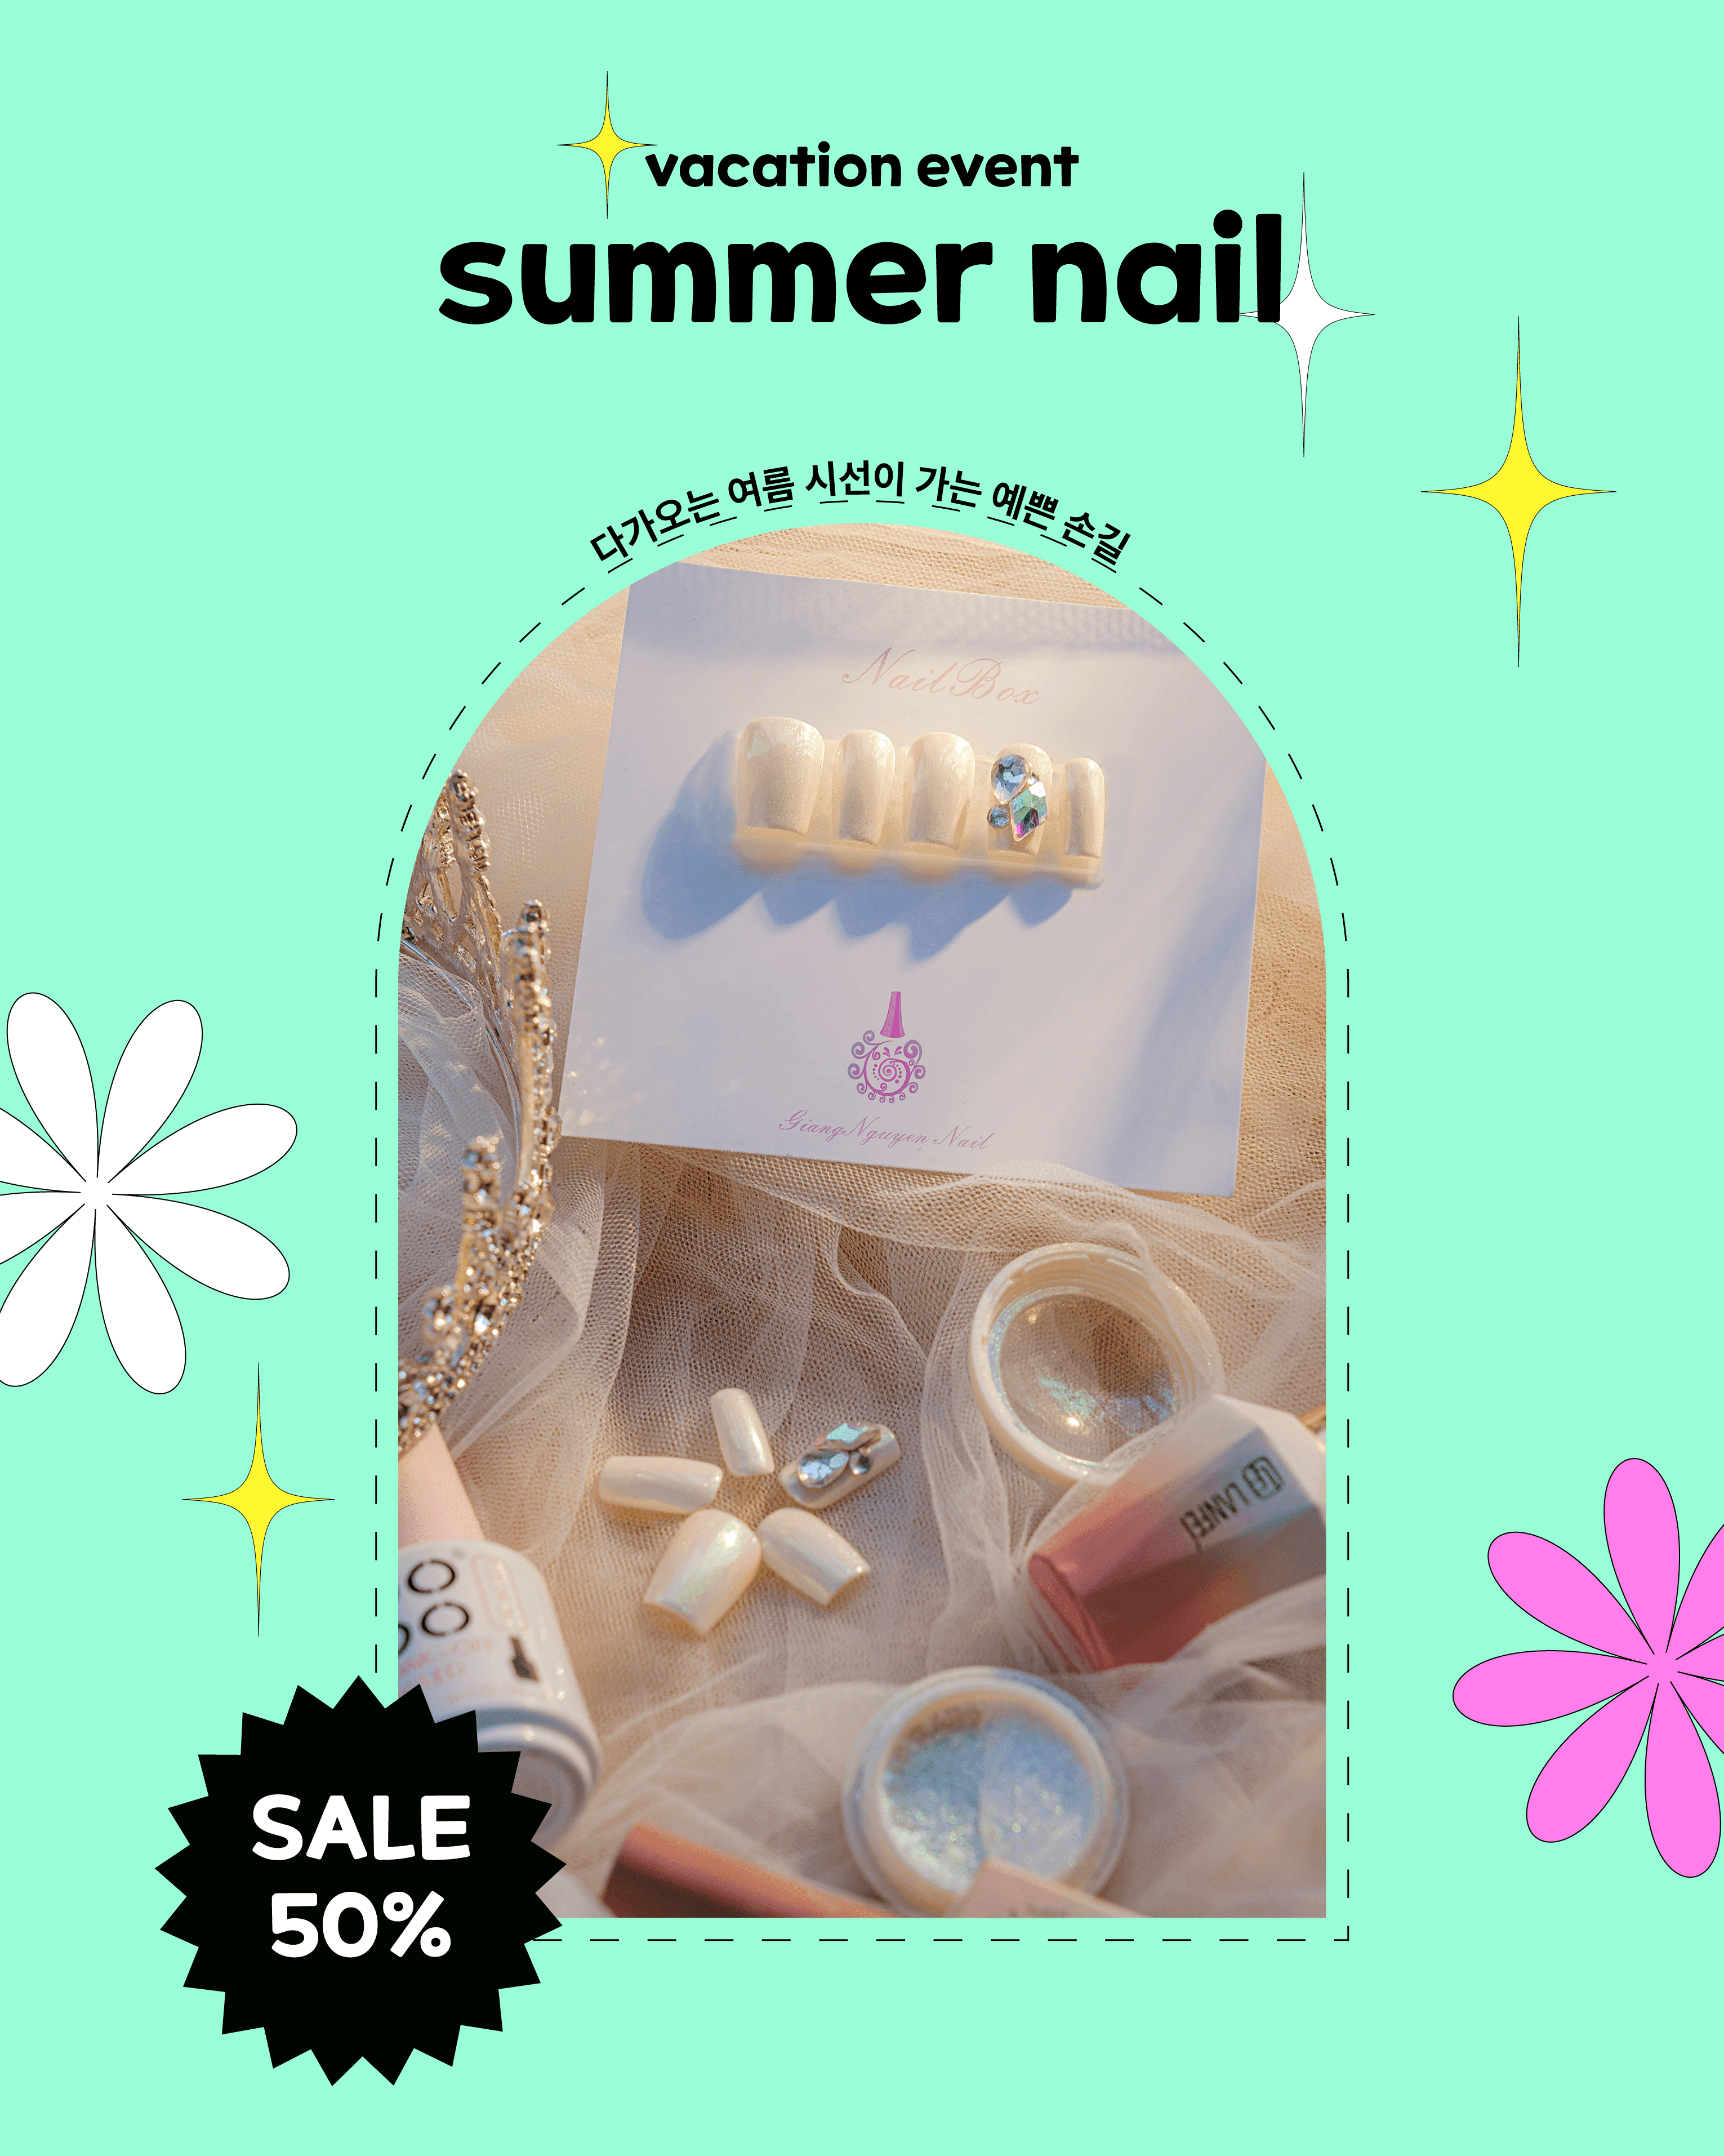 vacation event
summer nail
다가오는 여름 시선이 가는 예쁜 손길
NailBox
GiangNguyen Nail
LANFEI
SALE
50%